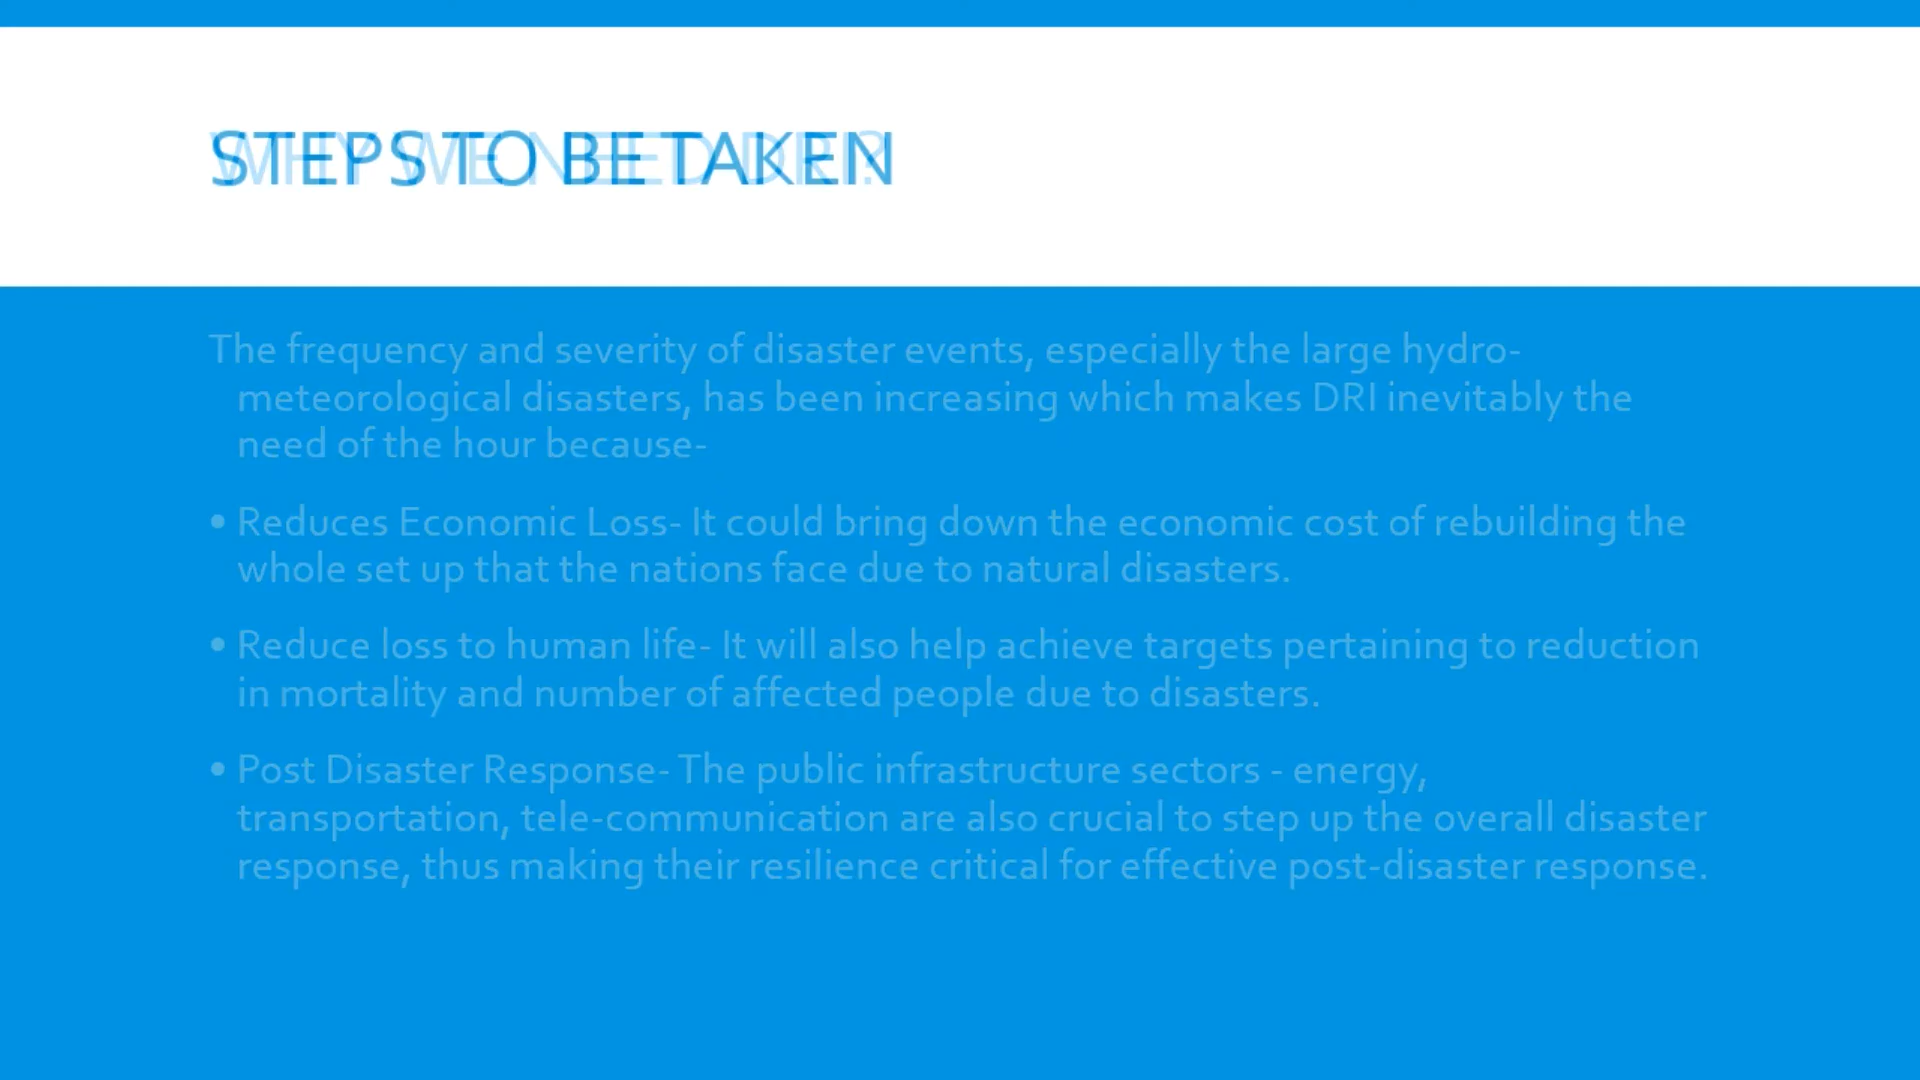 STEPS TO BE TAKEN
WHY WE NEED DRI?
The frequency and severity of disaster events, especially the large hydro-
meteorological disasters, has been increasing which makes DRI inevitably the
need of the hour because-
• Reduces Economic Loss- It could bring down the economic cost of rebuilding the
whole set up that the nations face due to natural disasters.
• Reduce loss to human life- It will also help achieve targets pertaining to reduction
in mortality and number of affected people due to disasters.
• Post Disaster Response- The public infrastructure sectors - energy,
transportation, tele-communication are also crucial to step up the overall disaster
response, thus making their resilience critical for effective post-disaster response.